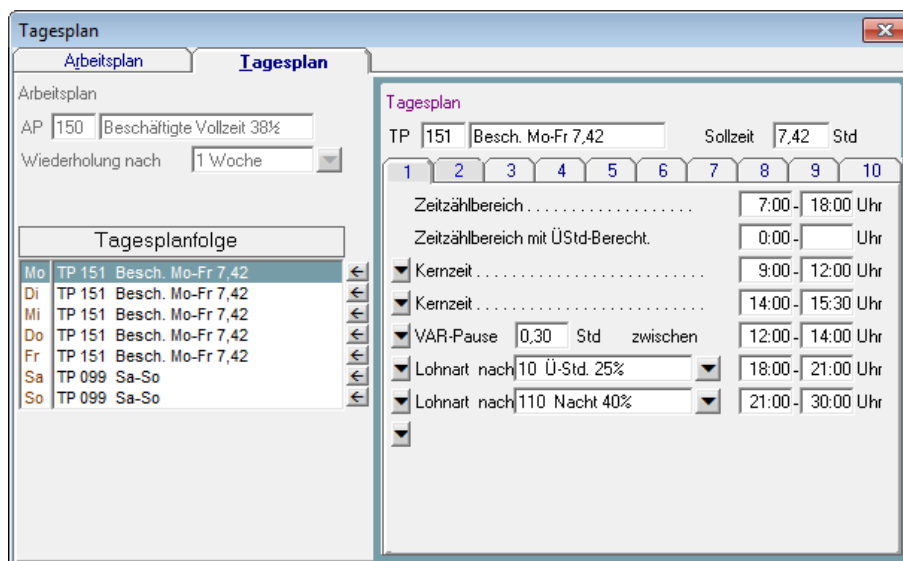 Tagesplan
Arbeitsplan Tagesplan
Arbeitsplan
AP 150 Beschäftigte Vollzeit 38½
Wiederholung nach 1 Woche
Tagesplanfolge
Mo TP 151 Besch. Mo-Fr 7,42
Di TP 151 Besch. Mo-Fr 7,42
Mi TP 151 Besch. Mo-Fr 7,42
Do TP 151 Besch. Mo-Fr 7,42
Fr TP 151 Besch. Mo-Fr 7,42
Sa TP 099 Sa-So
So TP 099 Sa-So
Tagesplan
TP 151 Besch. Mo-Fr 7,42 Sollzeit 7,42 Std
1 2 3 4 5 6 7 8 9 10
Zeitzählbereich . . . . . . . . . . . . . . . . . . . 7:00 - 18:00 Uhr
Zeitzählbereich mit ÜStd-Berecht. 0:00 - Uhr
Kernzeit . . . . . . . . . . . . . . . . . . . . . . . . . . 9:00 - 12:00 Uhr
Kernzeit . . . . . . . . . . . . . . . . . . . . . . . . . . 14:00 - 15:30 Uhr
VAR-Pause 0,30 Std zwischen 12:00 - 14:00 Uhr
Lohnart nach 10 Ü-Std. 25% 18:00 - 21:00 Uhr
Lohnart nach 110 Nacht 40% 21:00 - 30:00 Uhr